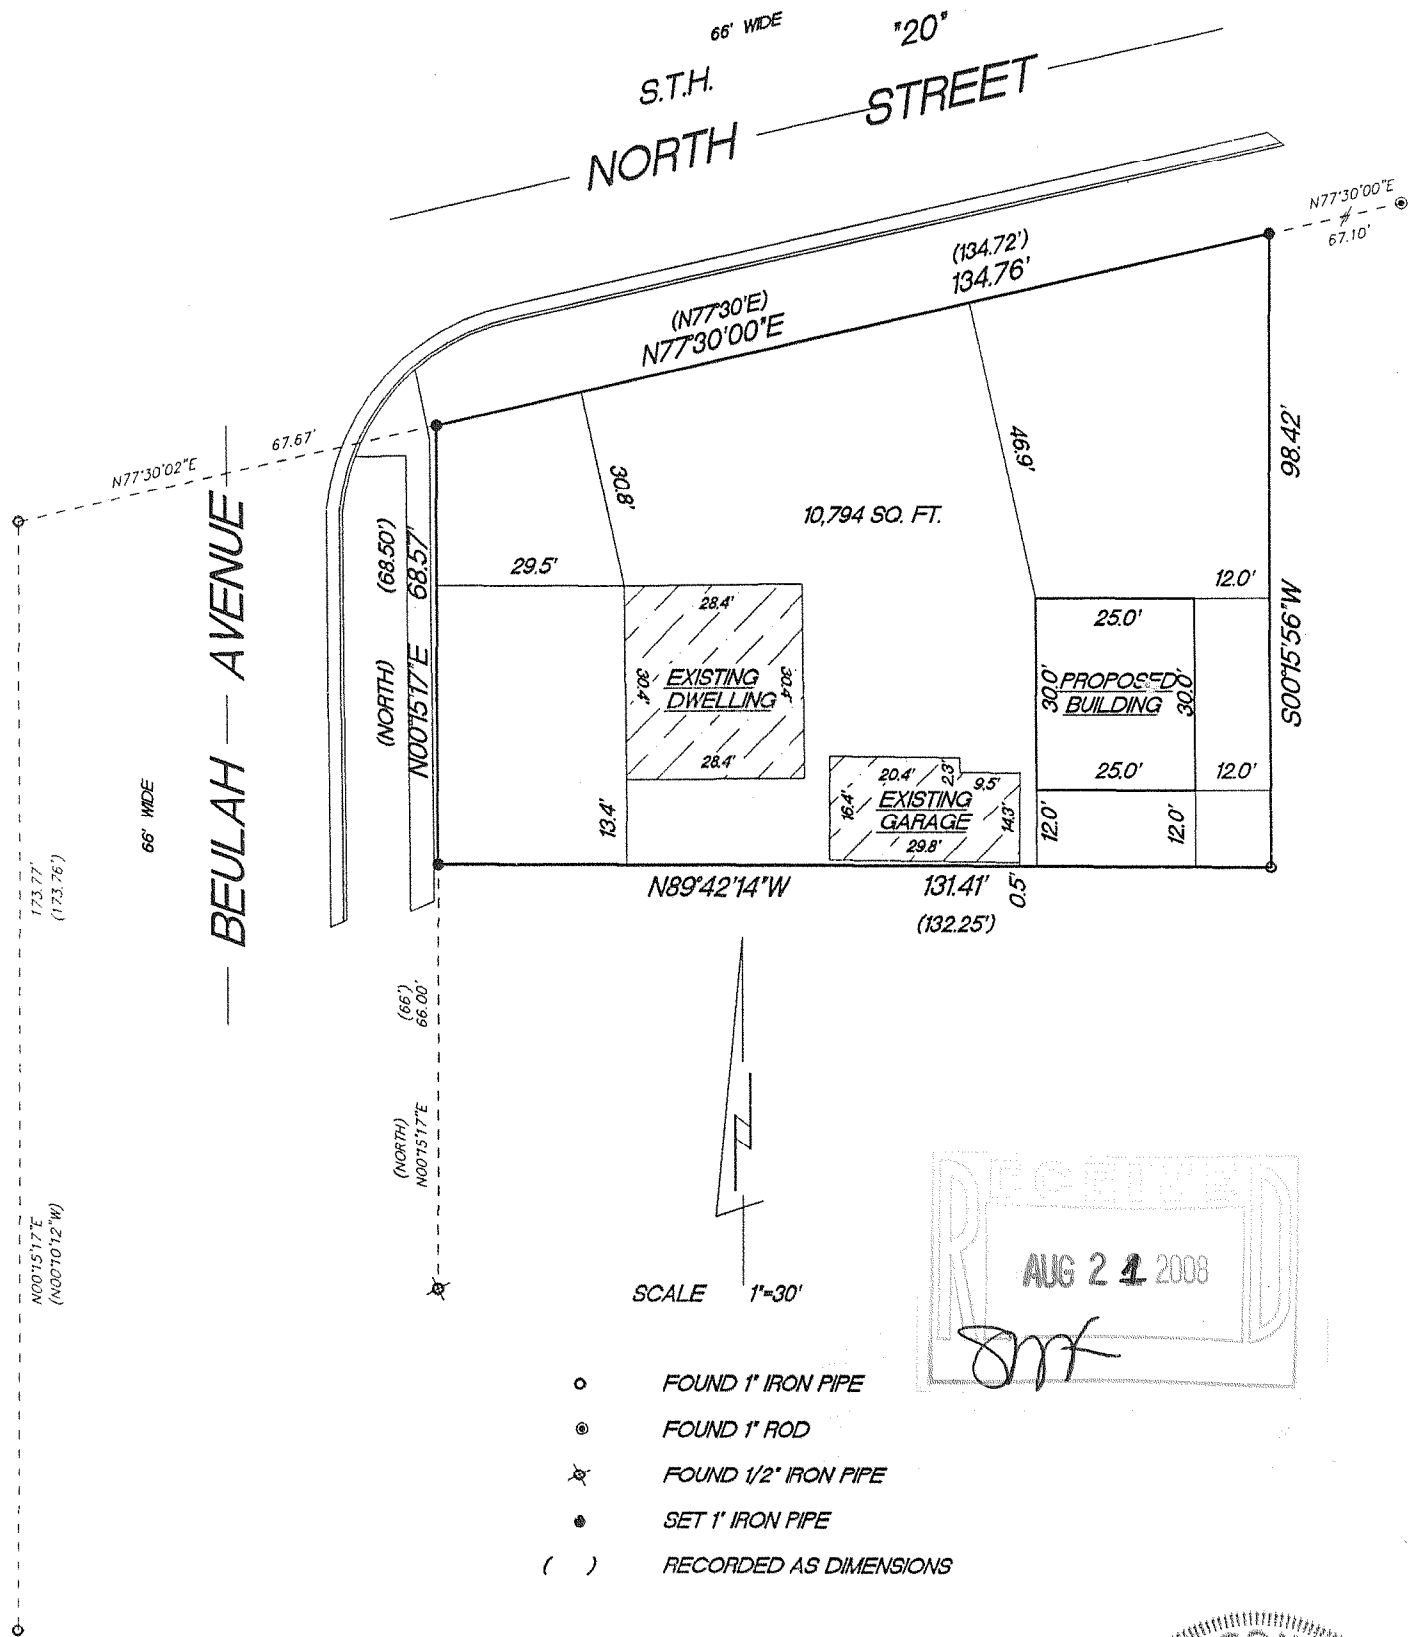 66' WIDE
"20"
S.T.H.
NORTH STREET
N77°30'00"E
67.10'
(134.72')
134.76'
(N77°30'E)
N77°30'00"E
67.67'
N77°30'02"E
BEULAH AVENUE
66' WIDE
(68.50')
68.57'
(NORTH)
N00°15'17"E
30.8'
46.9'
98.42'
S00°15'56"W
10,794 SQ. FT.
29.5'
12.0'
28.4'
25.0'
30.4'
EXISTING
DWELLING
30.4'
30.0'
PROPOSED
BUILDING
30.0'
28.4'
25.0'
12.0'
13.4'
20.4'
2.3'
9.5'
16.4'
EXISTING
GARAGE
14.3'
29.8'
12.0'
12.0'
N89°42'14"W
131.41'
0.5'
(132.25')
173.77'
(173.76')
(66')
66.00'
(NORTH)
N00°15'17"E
N00°15'17"E
(N00°10'12"W)
SCALE 1"=30'
RECEIVED
AUG 21 2008
FOUND 1" IRON PIPE
FOUND 1" ROD
FOUND 1/2" IRON PIPE
SET 1" IRON PIPE
( ) RECORDED AS DIMENSIONS